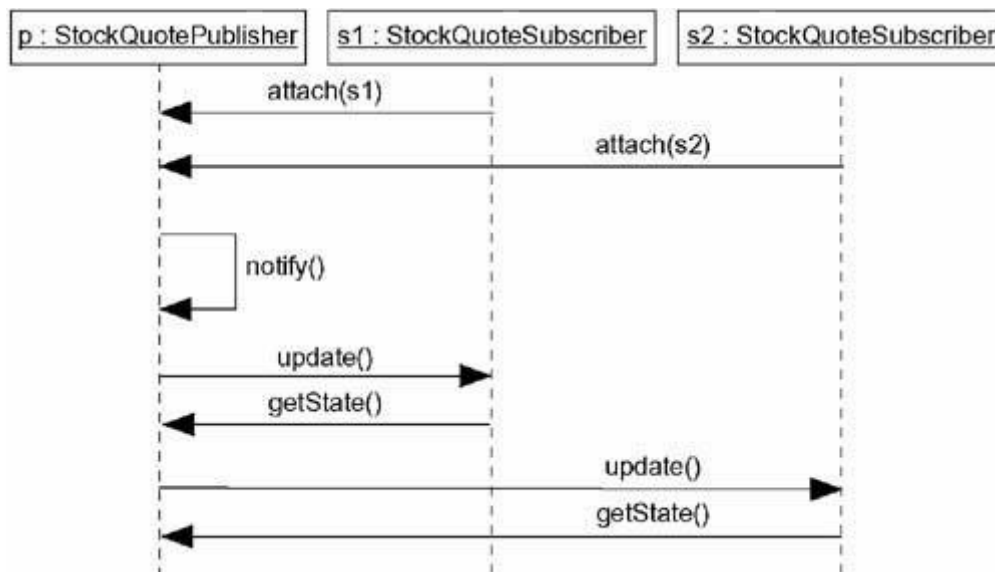 p : StockQuotePublisher
s1 : StockQuoteSubscriber
s2 : StockQuoteSubscriber
attach(s1)
attach(s2)
notify()
update()
getState()
update()
getState()